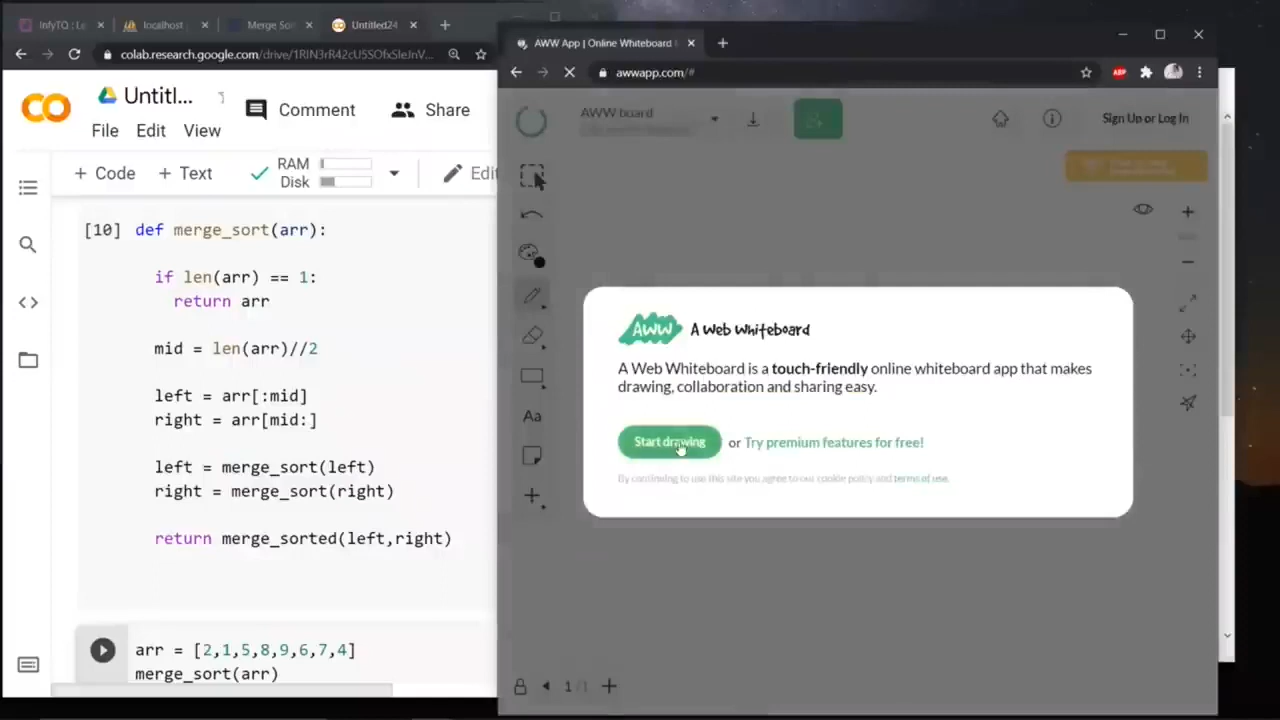 InfyTQ : Le
localhost
Merge Sor
Untitled24
colab.research.google.com/drive/1RIN3rR42cU5SOfxSleJnV...
Untitl...
Comment
Share
File Edit View
+ Code + Text
RAM
Disk
Edit
[10] def merge_sort(arr):
if len(arr) == 1:
return arr
mid = len(arr)//2
left = arr[:mid]
right = arr[mid:]
left = merge_sort(left)
right = merge_sort(right)
return merge_sorted(left,right)
arr = [2,1,5,8,9,6,7,4]
merge_sort(arr)
AWW App | Online Whiteboard
awwapp.com/#
ABP
AWW board
Sign Up or Log In
Aa
AWW A Web Whiteboard
A Web Whiteboard is a touch-friendly online whiteboard app that makes
drawing, collaboration and sharing easy.
Start drawing or Try premium features for free!
By continuing to use this site you agree to our cookie policy and terms of use.
1 / 1